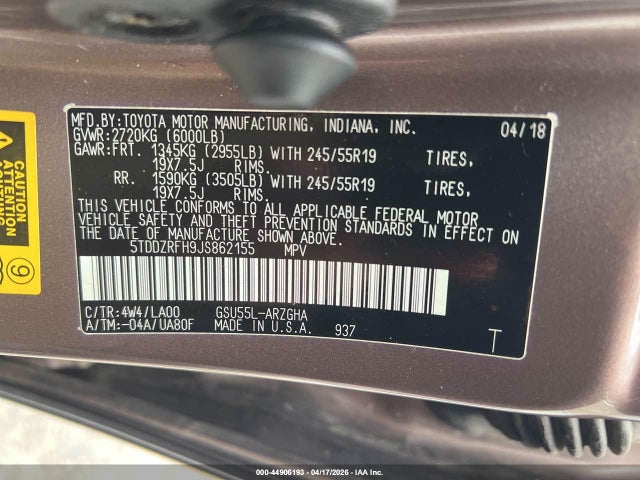 MFD.BY:TOYOTA MOTOR MANUFACTURING, INDIANA, INC. 04/18
GVWR:2720KG (6000LB)
GAWR:FRT. 1345KG (2955LB) WITH 245/55R19 TIRES,
19X7.5J RIMS.
RR. 1590KG (3505LB) WITH 245/55R19 TIRES,
19X7.5J RIMS.
THIS VEHICLE CONFORMS TO ALL APPLICABLE FEDERAL MOTOR
VEHICLE SAFETY AND THEFT PREVENTION STANDARDS IN EFFECT ON
THE DATE OF MANUFACTURE SHOWN ABOVE.
5TDDZRFH9JS862155 MPV
C/TR:4W4/LA00 GSU55L-ARZGHA
A/TM:-04A/UA80F MADE IN U.S.A. 937 T
9
CAUTION
ATTENTION
000-44906193 - 04/17/2026 - IAA Inc.